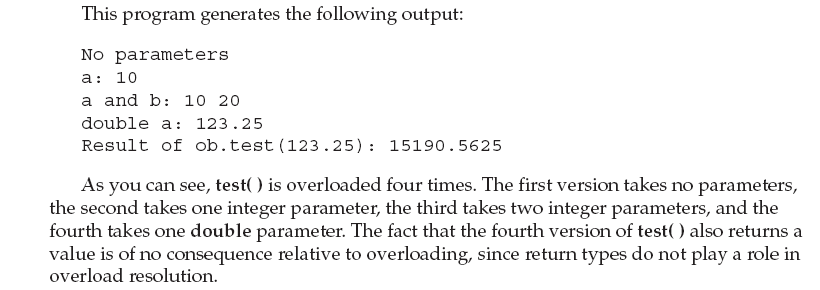 This program generates the following output:
No parameters
a: 10
a and b: 10 20
double a: 123.25
Result of ob.test(123.25): 15190.5625
As you can see, test( ) is overloaded four times. The first version takes no parameters,
the second takes one integer parameter, the third takes two integer parameters, and the
fourth takes one double parameter. The fact that the fourth version of test( ) also returns a
value is of no consequence relative to overloading, since return types do not play a role in
overload resolution.